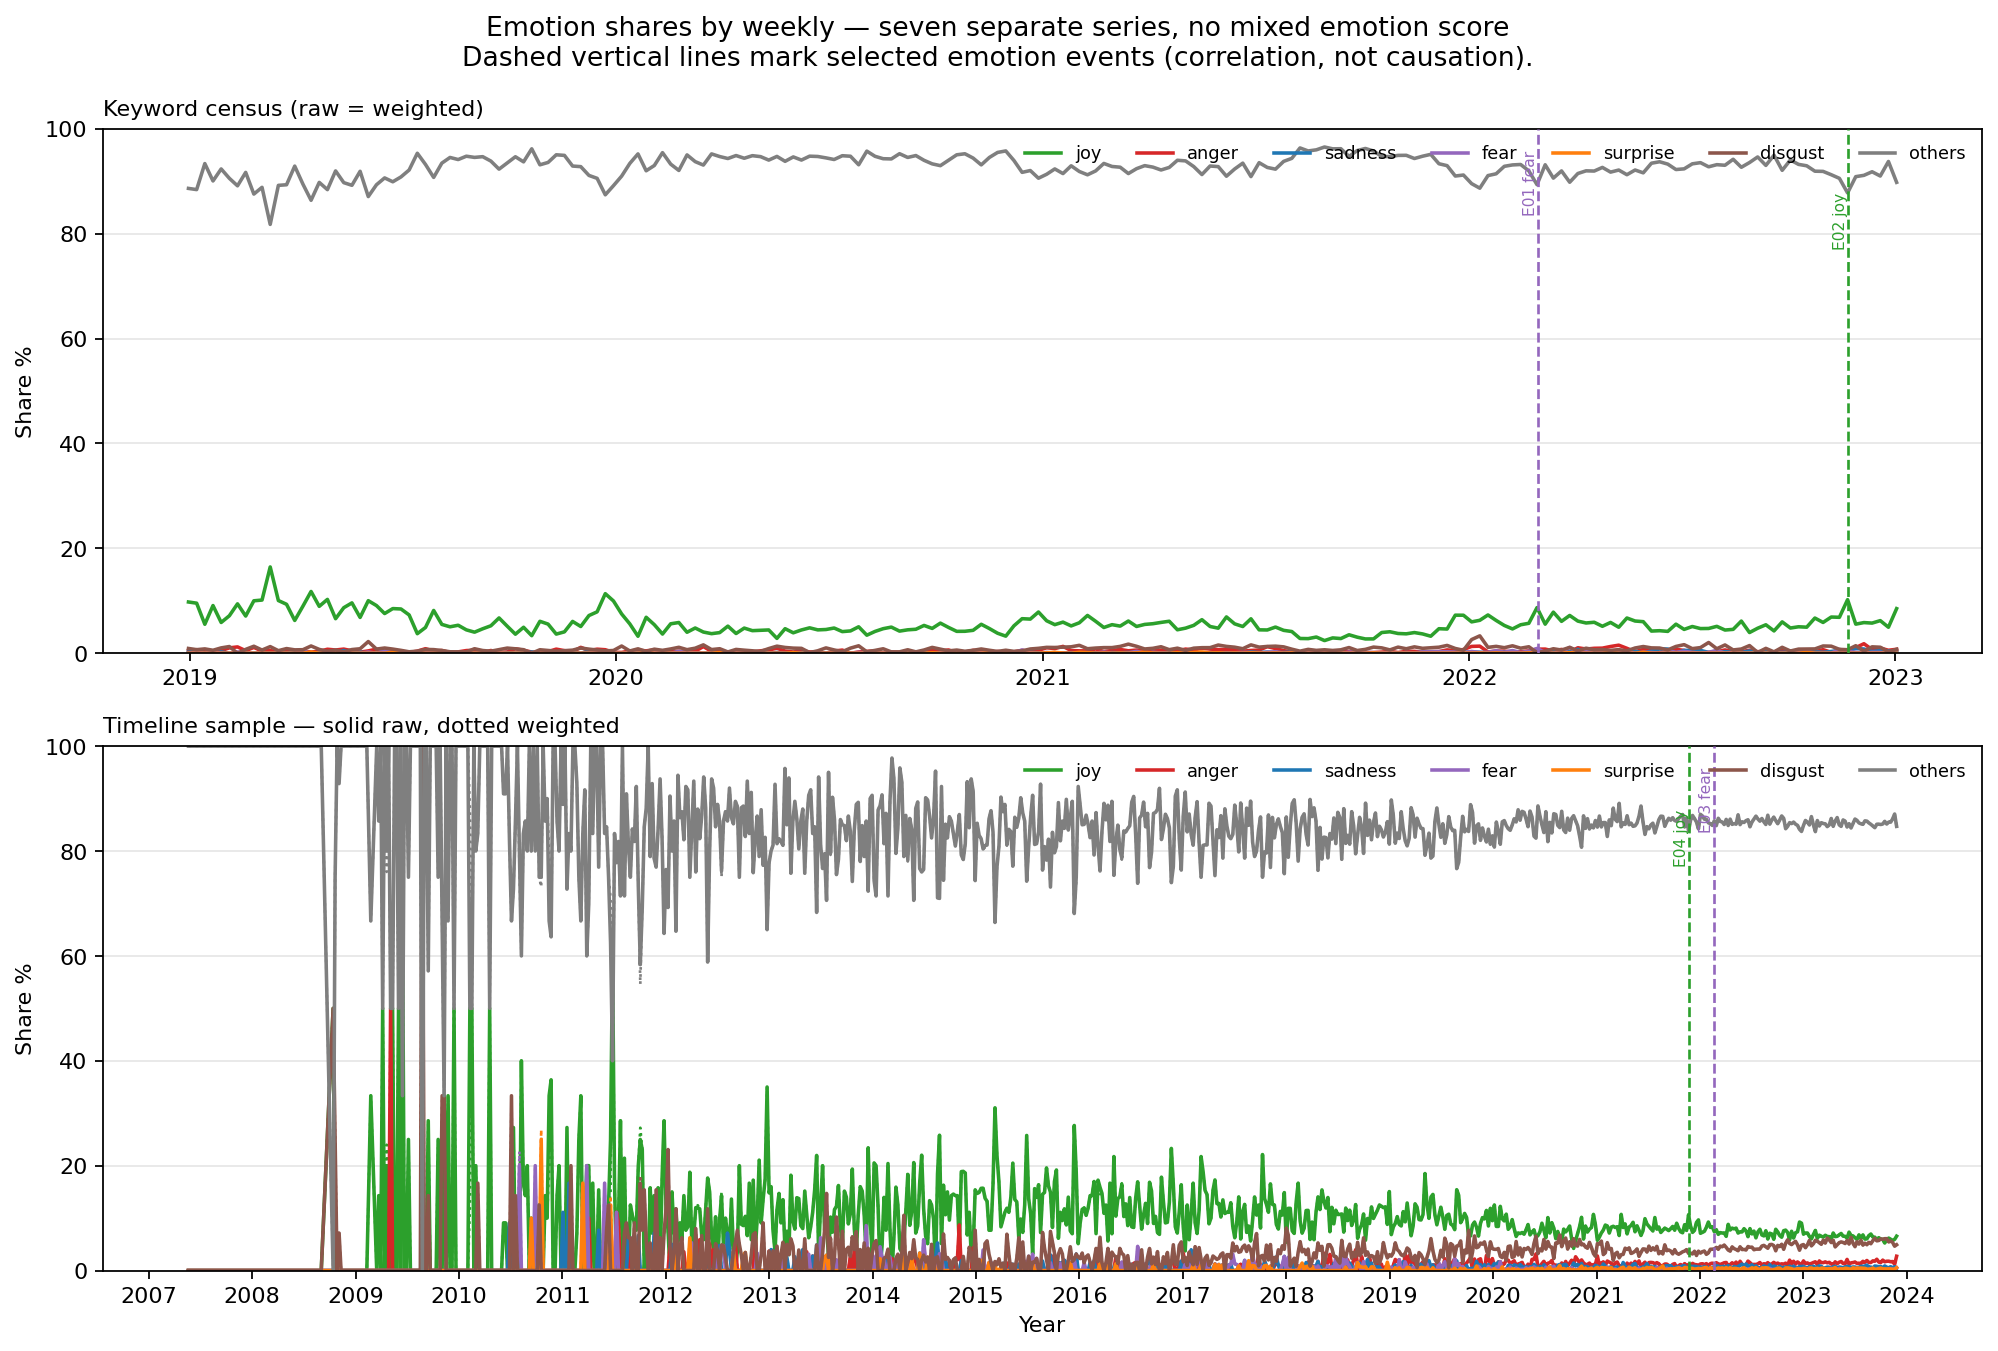 Emotion shares by weekly — seven separate series, no mixed emotion score
Dashed vertical lines mark selected emotion events (correlation, not causation).
Keyword census (raw = weighted)
Share %
100
80
60
40
20
0
joy anger sadness fear surprise disgust others
E01 fear
E02 joy
2019 2020 2021 2022 2023
Timeline sample — solid raw, dotted weighted
Share %
100
80
60
40
20
0
joy anger sadness fear surprise disgust others
E04 joy
E03 fear
2007 2008 2009 2010 2011 2012 2013 2014 2015 2016 2017 2018 2019 2020 2021 2022 2023 2024
Year